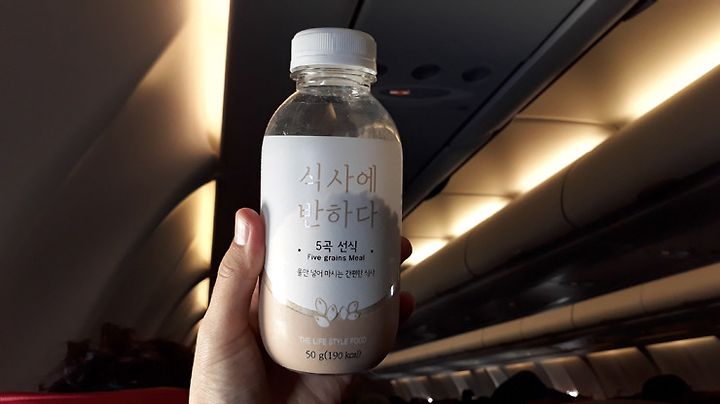 식사에
반하다
5곡 선식
Five grains Meal
물만 넣어 마시는 간편한 식사
THE LIFE STYLE FOOD
50 g(190 kcal)